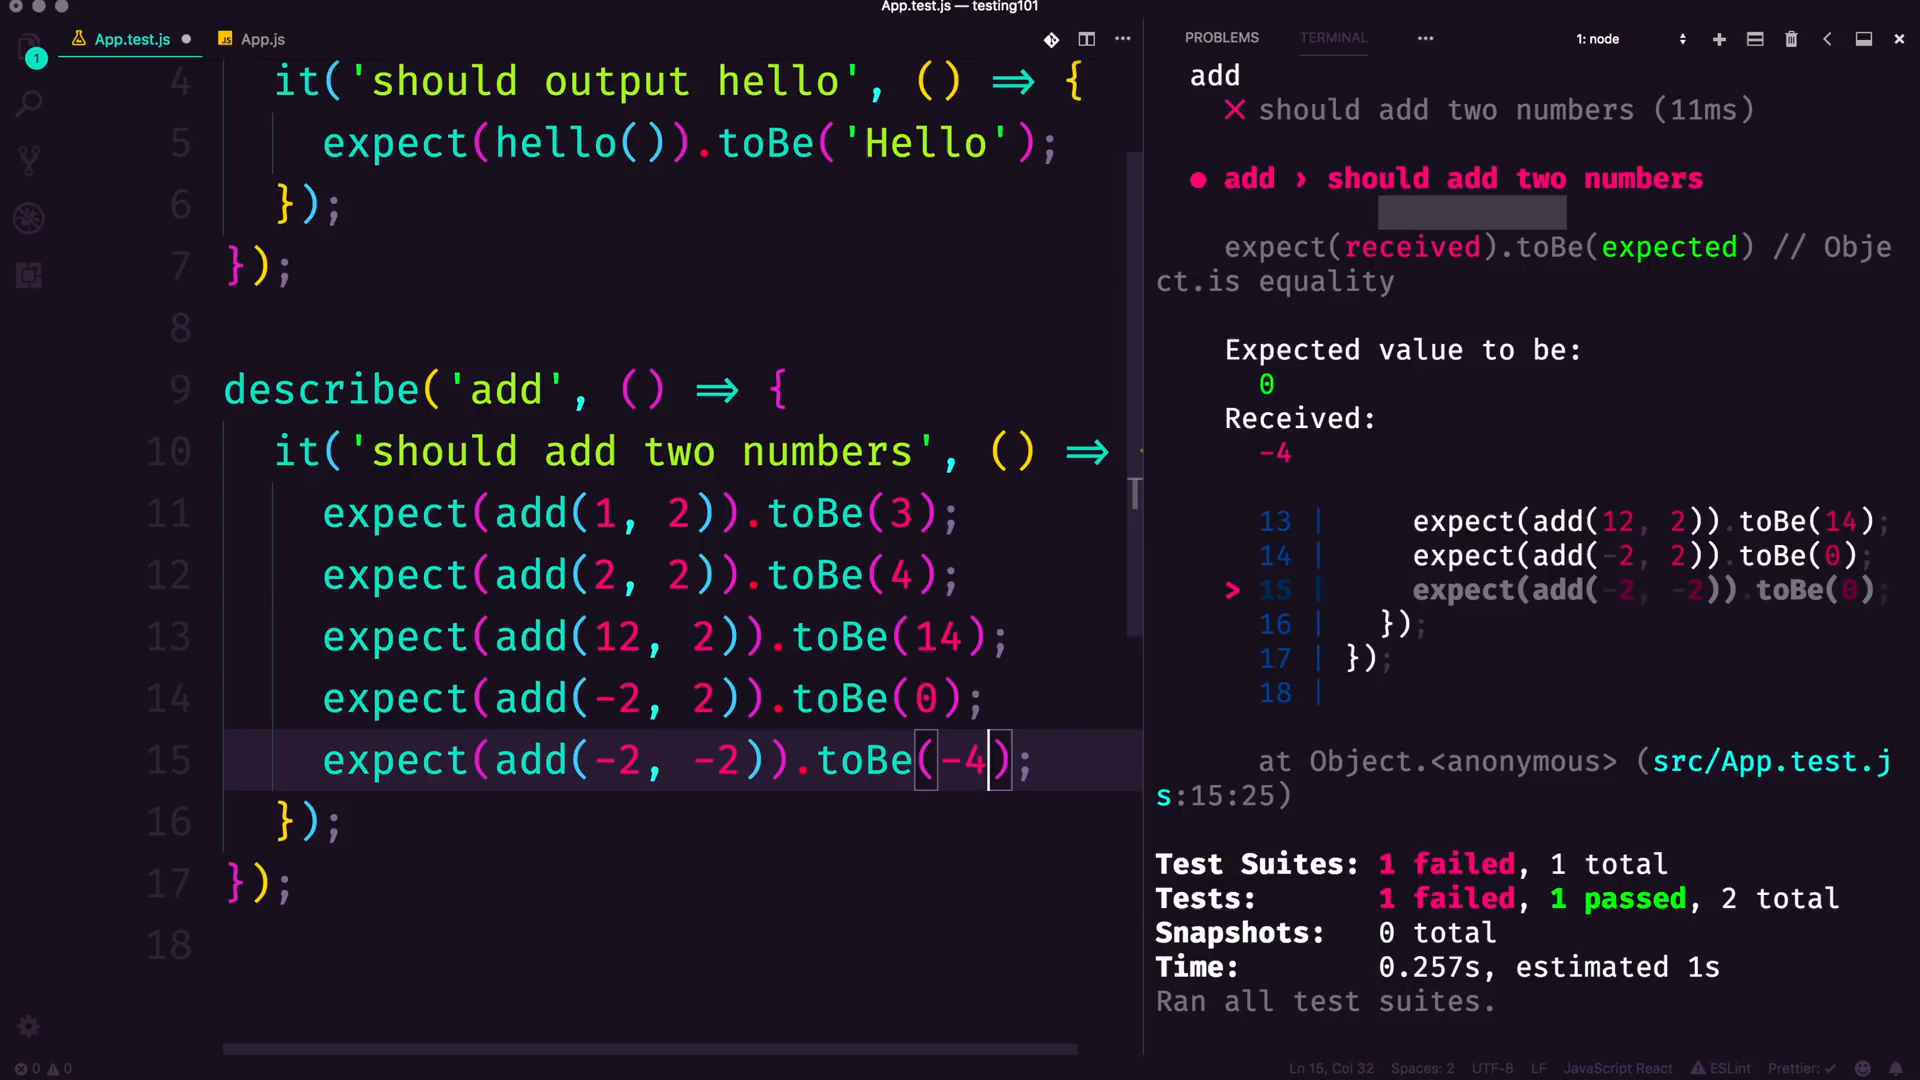 App.test.js — testing101
1
App.test.js
JS App.js
4 it('should output hello', () => {
5 expect(hello()).toBe('Hello');
6 });
7 });
8
9 describe('add', () => {
10 it('should add two numbers', () =>
11 expect(add(1, 2)).toBe(3);
12 expect(add(2, 2)).toBe(4);
13 expect(add(12, 2)).toBe(14);
14 expect(add(-2, 2)).toBe(0);
15 expect(add(-2, -2)).toBe(-4);
16 });
17 });
18
PROBLEMS TERMINAL ••• 1: node
add
✕ should add two numbers (11ms)
● add › should add two numbers
expect(received).toBe(expected) // Obje
ct.is equality
Expected value to be:
0
Received:
-4
13 | expect(add(12, 2)).toBe(14);
14 | expect(add(-2, 2)).toBe(0);
> 15 | expect(add(-2, -2)).toBe(0);
16 | });
17 | });
18 |
at Object.<anonymous> (src/App.test.j
s:15:25)
Test Suites: 1 failed, 1 total
Tests: 1 failed, 1 passed, 2 total
Snapshots: 0 total
Time: 0.257s, estimated 1s
Ran all test suites.
0 0 Ln 15, Col 32 Spaces: 2 UTF-8 LF JavaScript React ESLint Prettier: ✓